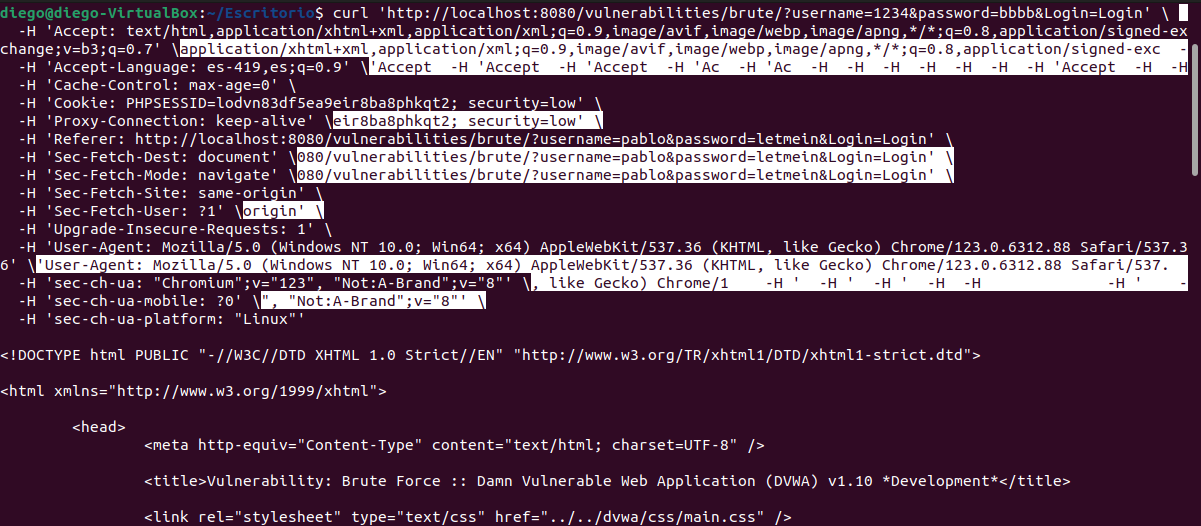 diego@diego-VirtualBox:~/Escritorio$ curl 'http://localhost:8080/vulnerabilities/brute/?username=1234&password=bbbb&Login=Login' \
-H 'Accept: text/html,application/xhtml+xml,application/xml;q=0.9,image/avif,image/webp,image/apng,*/*;q=0.8,application/signed-ex
change;v=b3;q=0.7' \application/xhtml+xml,application/xml;q=0.9,image/avif,image/webp,image/apng,*/*;q=0.8,application/signed-exc  -
-H 'Accept-Language: es-419,es;q=0.9' \'Accept  -H 'Accept  -H 'Accept  -H 'Ac  -H 'Ac  -H  -H  -H  -H  -H  -H 'Accept  -H  -H
-H 'Cache-Control: max-age=0' \
-H 'Cookie: PHPSESSID=lodvn83df5ea9eir8ba8phkqt2; security=low' \
-H 'Proxy-Connection: keep-alive' \eir8ba8phkqt2; security=low' \
-H 'Referer: http://localhost:8080/vulnerabilities/brute/?username=pablo&password=letmein&Login=Login' \
-H 'Sec-Fetch-Dest: document' \080/vulnerabilities/brute/?username=pablo&password=letmein&Login=Login' \
-H 'Sec-Fetch-Mode: navigate' \080/vulnerabilities/brute/?username=pablo&password=letmein&Login=Login' \
-H 'Sec-Fetch-Site: same-origin' \
-H 'Sec-Fetch-User: ?1' \origin' \
-H 'Upgrade-Insecure-Requests: 1' \
-H 'User-Agent: Mozilla/5.0 (Windows NT 10.0; Win64; x64) AppleWebKit/537.36 (KHTML, like Gecko) Chrome/123.0.6312.88 Safari/537.3
6' \'User-Agent: Mozilla/5.0 (Windows NT 10.0; Win64; x64) AppleWebKit/537.36 (KHTML, like Gecko) Chrome/123.0.6312.88 Safari/537.
-H 'sec-ch-ua: "Chromium";v="123", "Not:A-Brand";v="8"' \, like Gecko) Chrome/1    -H '  -H '  -H '  -H  -H              -H '    -
-H 'sec-ch-ua-mobile: ?0' \", "Not:A-Brand";v="8"' \
-H 'sec-ch-ua-platform: "Linux"'
<!DOCTYPE html PUBLIC "-//W3C//DTD XHTML 1.0 Strict//EN" "http://www.w3.org/TR/xhtml1/DTD/xhtml1-strict.dtd">
<html xmlns="http://www.w3.org/1999/xhtml">
<head>
<meta http-equiv="Content-Type" content="text/html; charset=UTF-8" />
<title>Vulnerability: Brute Force :: Damn Vulnerable Web Application (DVWA) v1.10 *Development*</title>
<link rel="stylesheet" type="text/css" href="../../dvwa/css/main.css" />